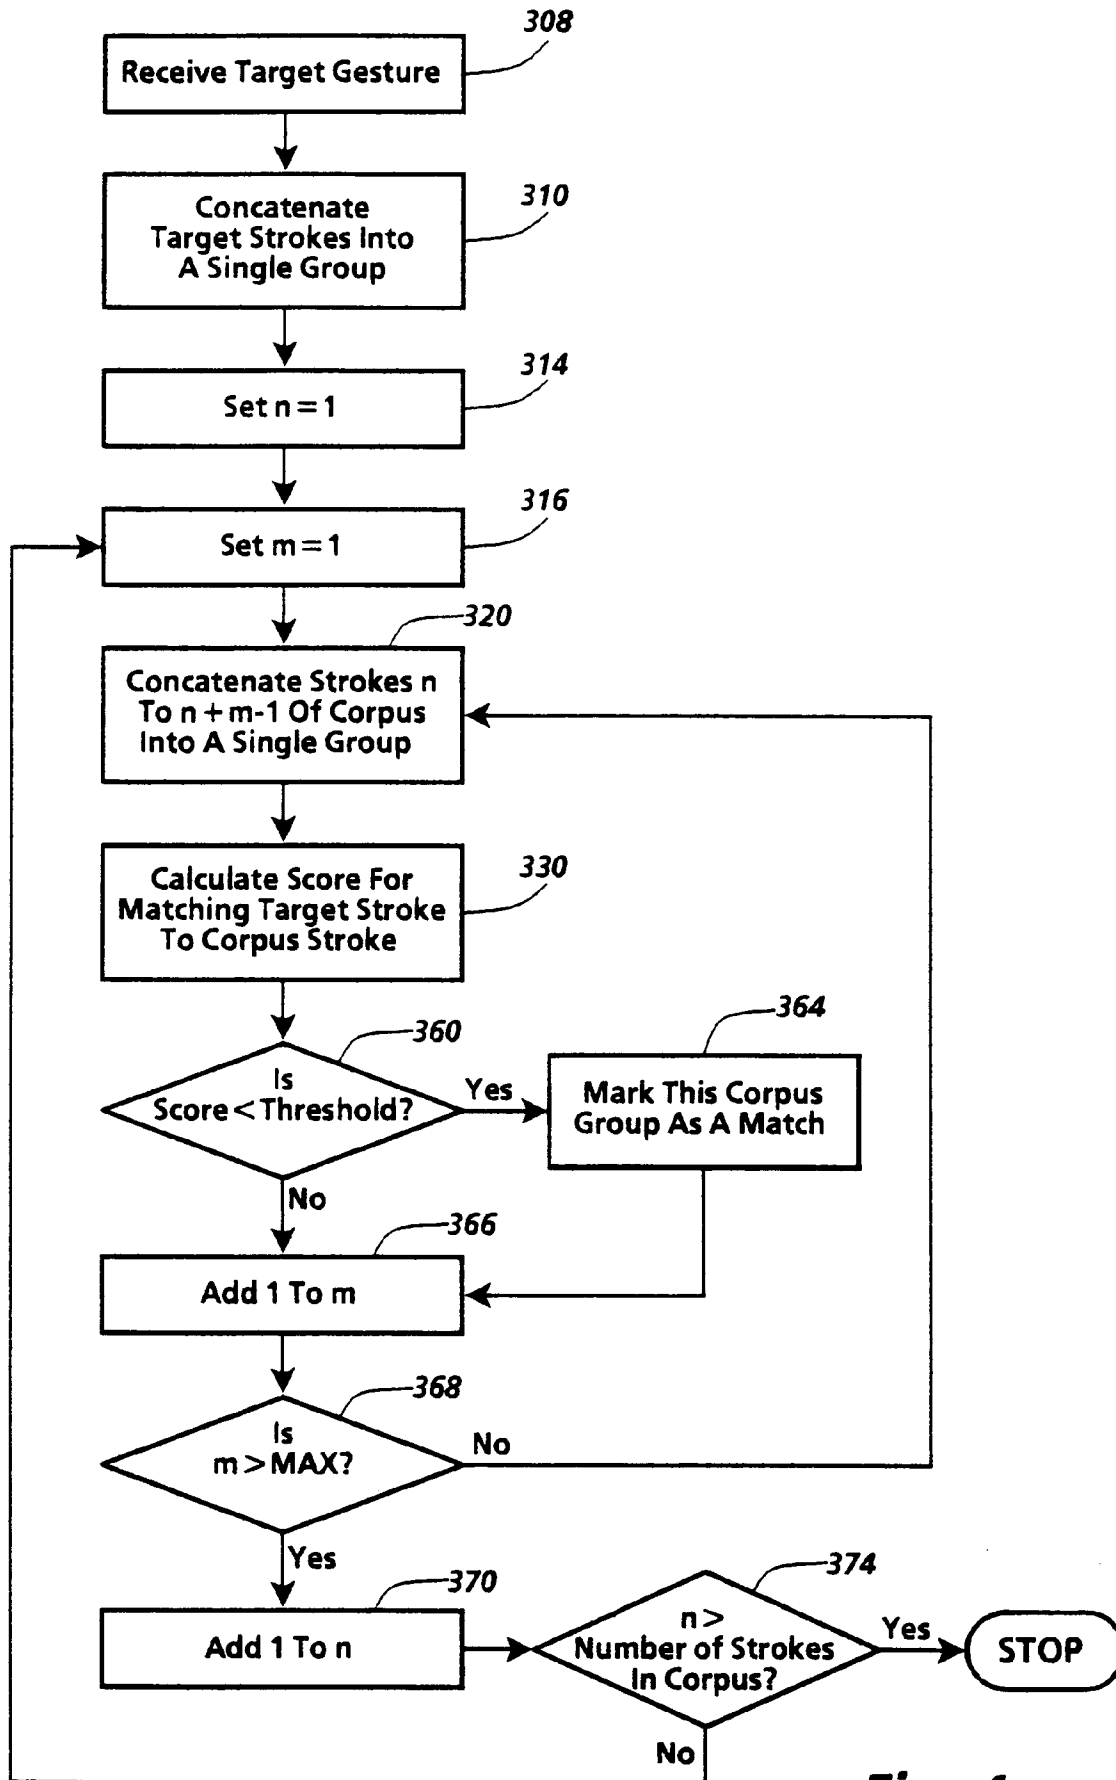 308
Receive Target Gesture
310
Concatenate
Target Strokes Into
A Single Group
314
Set n = 1
316
Set m = 1
320
Concatenate Strokes n
To n + m-1 Of Corpus
Into A Single Group
330
Calculate Score For
Matching Target Stroke
To Corpus Stroke
360
364
Is
Score < Threshold?
Yes
Mark This Corpus
Group As A Match
No
366
Add 1 To m
368
Is
m > MAX?
No
Yes
370
374
Add 1 To n
n >
Number of Strokes
In Corpus?
Yes
STOP
No